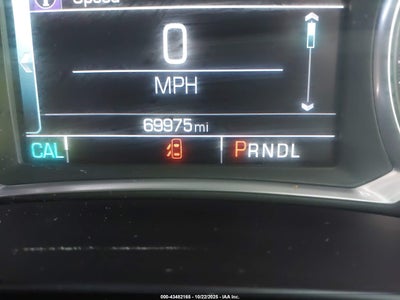 Speed
0
MPH
69975mi
CAL PRNDL
000-43482165 - 10/22/2025 - IAA Inc.